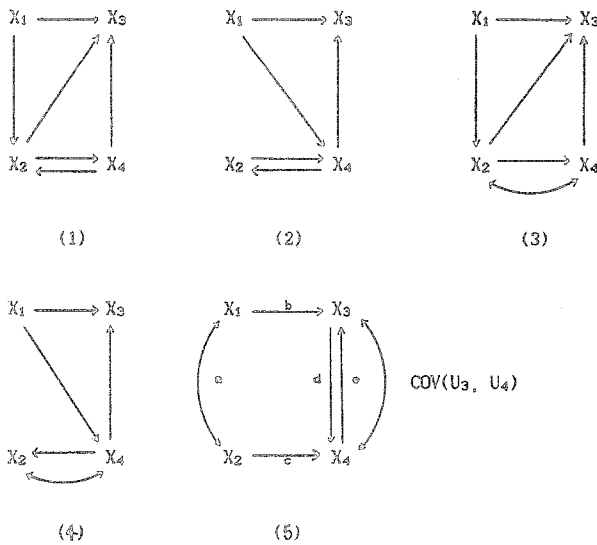 X₁ X₃ X₁ X₃ X₁ X₃
X₂ X₄ X₂ X₄ X₂ X₄
(1) (2) (3)
X₁ X₃ X₁ b X₃
a d e COV(U₃, U₄)
X₂ X₄ X₂ c X₄
(4) (5)